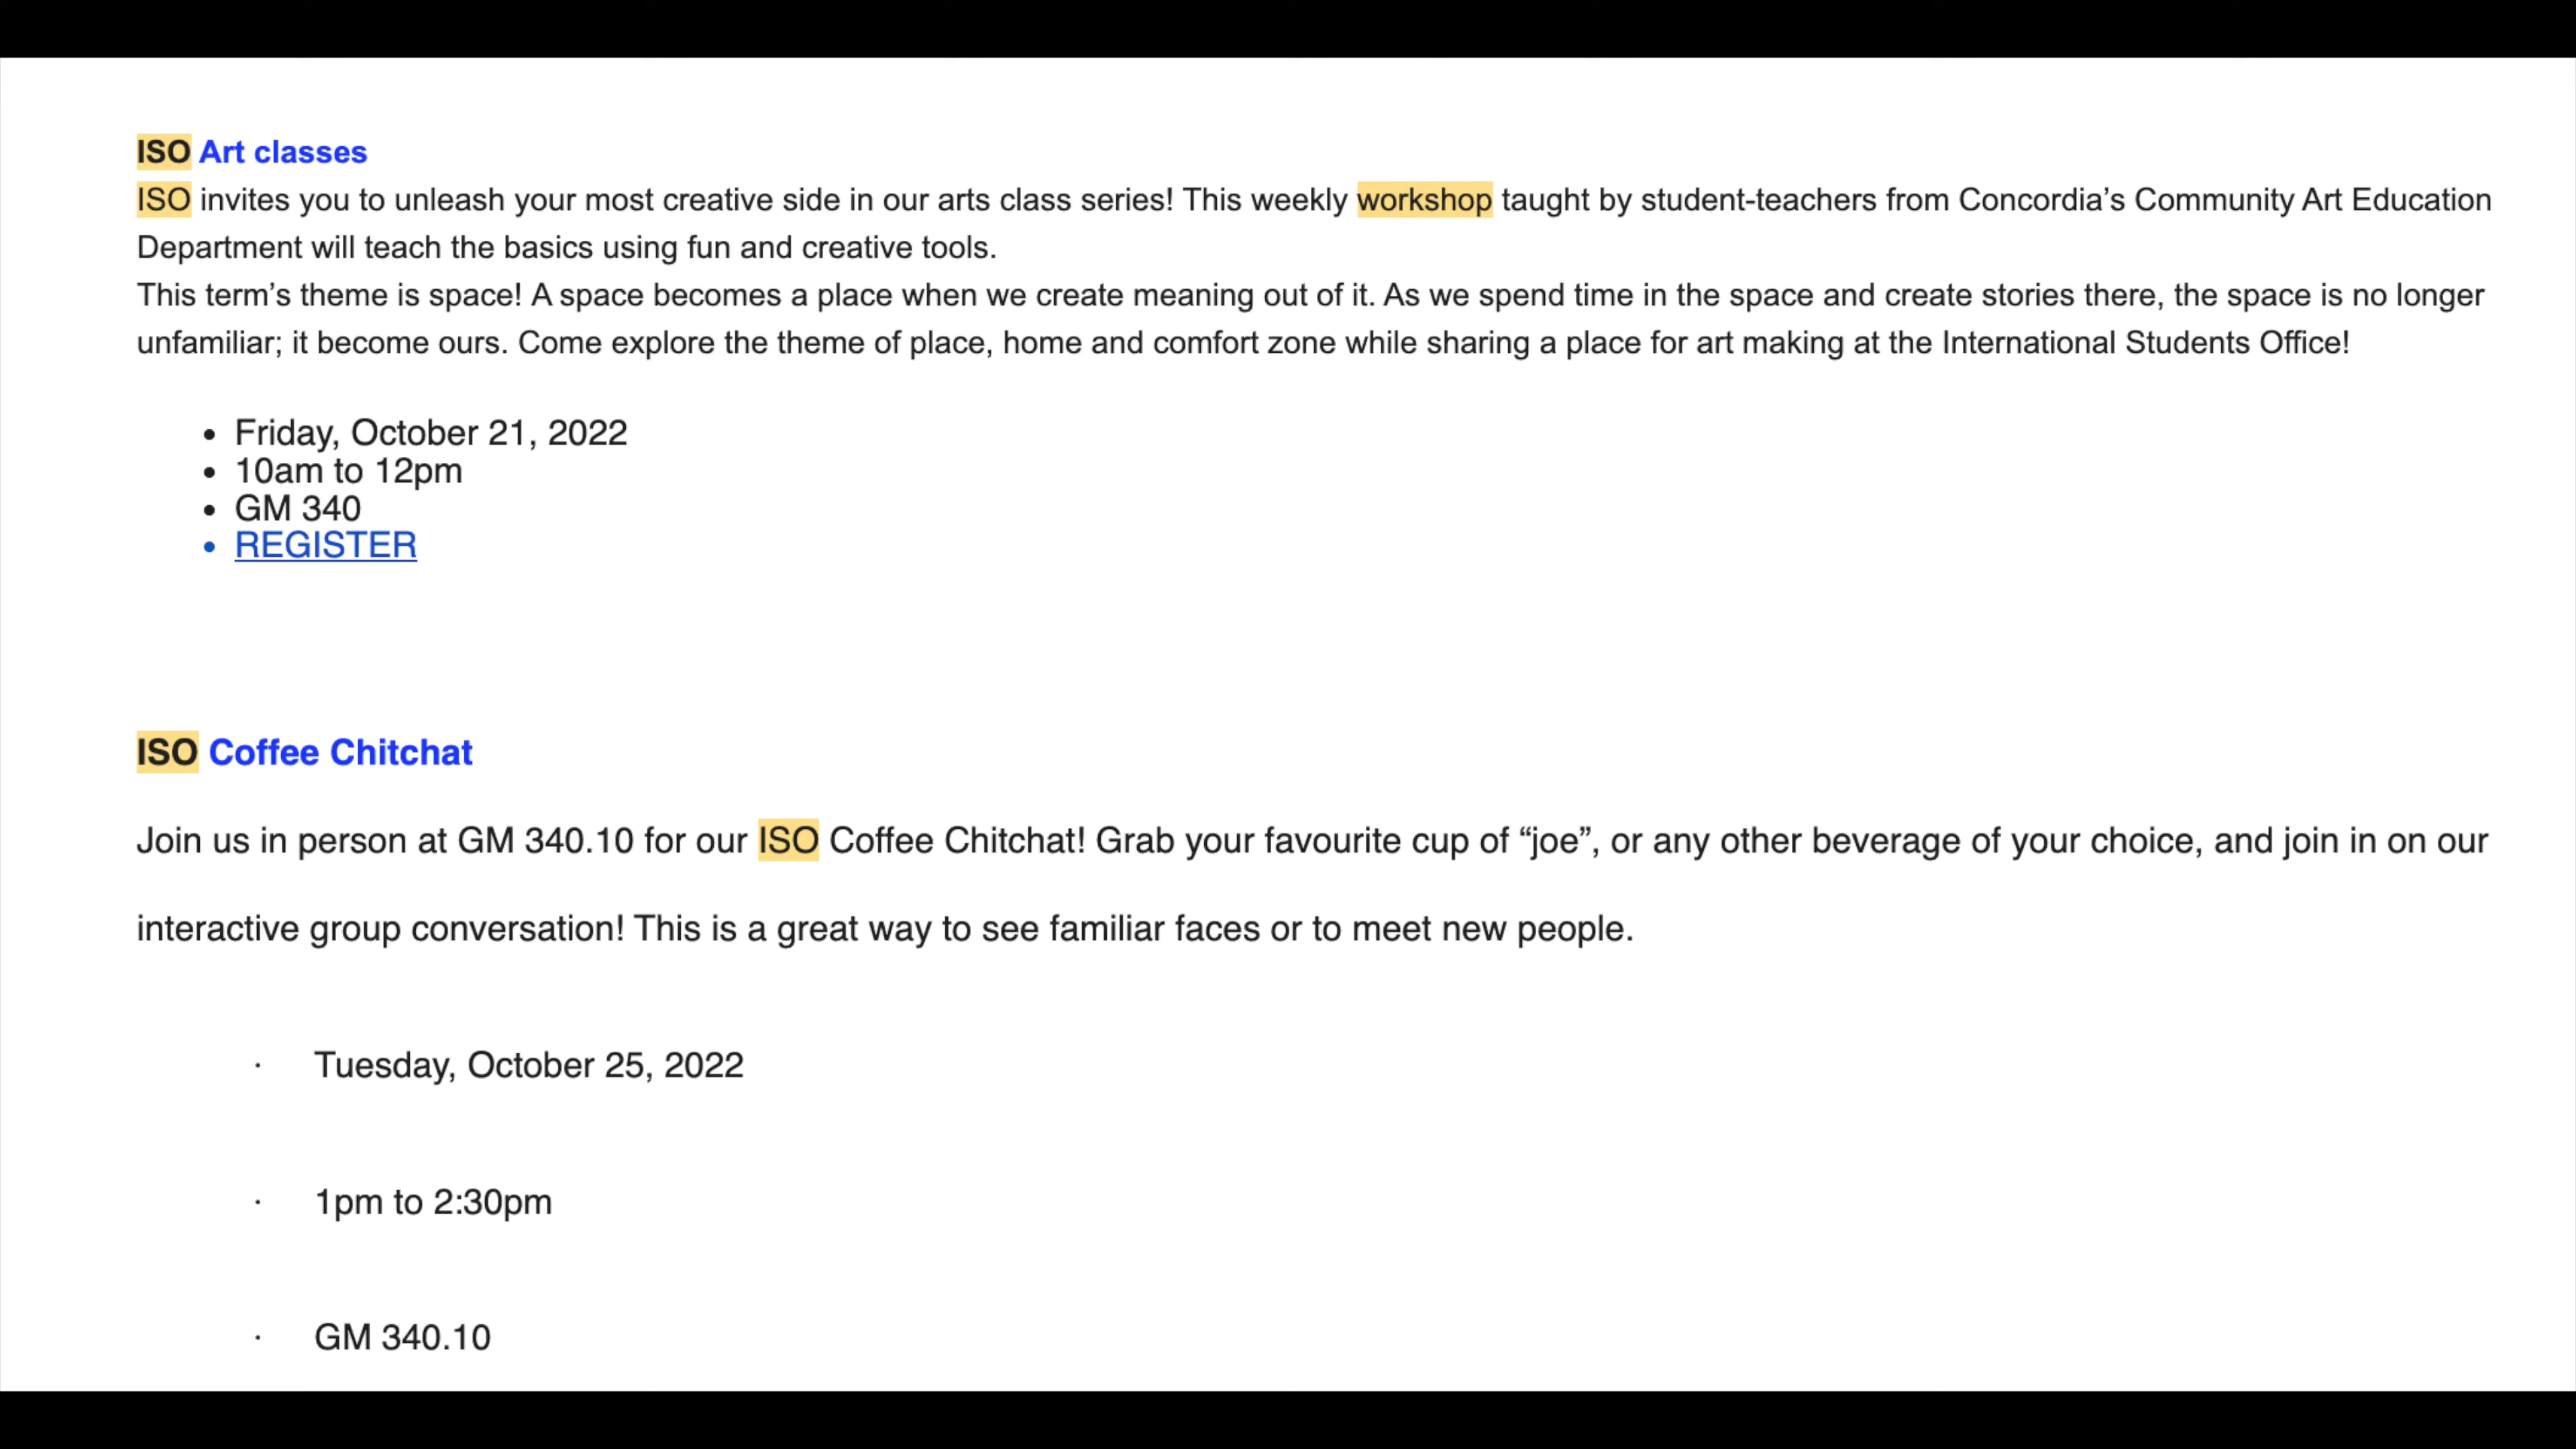 ISO Art classes
ISO invites you to unleash your most creative side in our arts class series! This weekly workshop taught by student-teachers from Concordia’s Community Art Education
Department will teach the basics using fun and creative tools.
This term’s theme is space! A space becomes a place when we create meaning out of it. As we spend time in the space and create stories there, the space is no longer
unfamiliar; it become ours. Come explore the theme of place, home and comfort zone while sharing a place for art making at the International Students Office!
• Friday, October 21, 2022
• 10am to 12pm
• GM 340
• REGISTER
ISO Coffee Chitchat
Join us in person at GM 340.10 for our ISO Coffee Chitchat! Grab your favourite cup of “joe”, or any other beverage of your choice, and join in on our
interactive group conversation! This is a great way to see familiar faces or to meet new people.
· Tuesday, October 25, 2022
· 1pm to 2:30pm
· GM 340.10